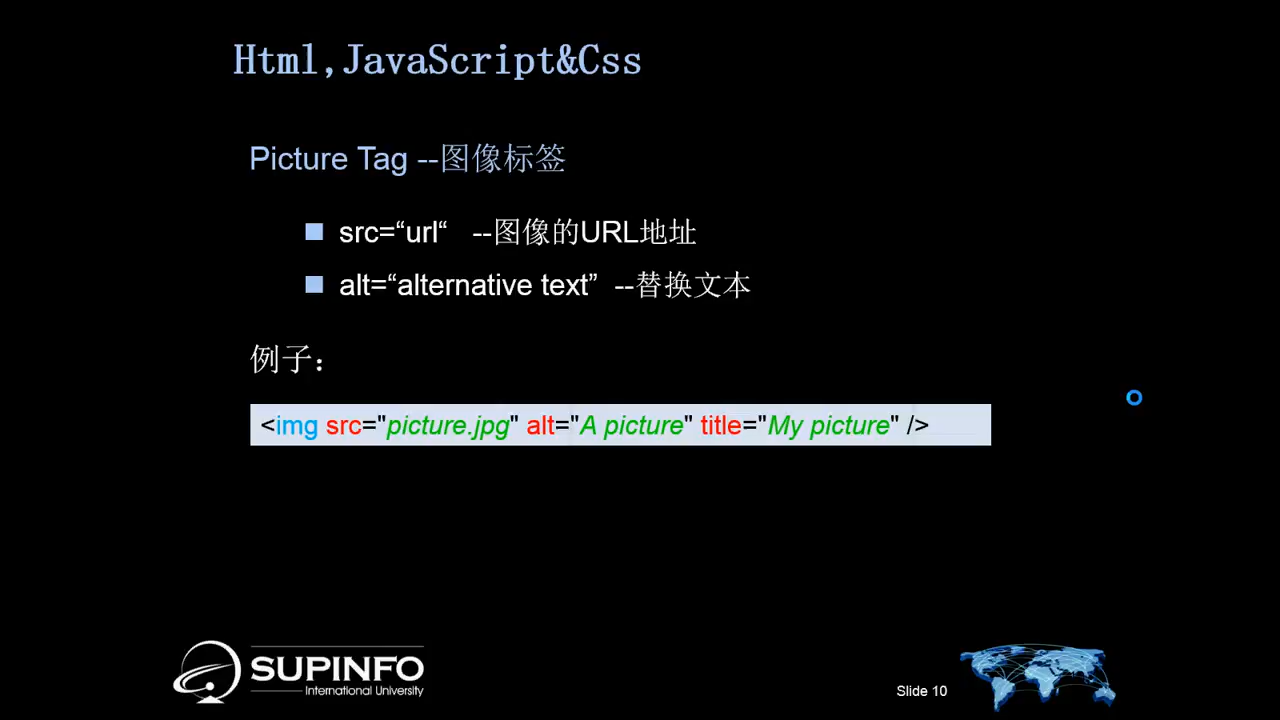 Html,JavaScript&Css
Picture Tag --图像标签
src=“url“ --图像的URL地址
alt=“alternative text” --替换文本
例子：
<img src="picture.jpg" alt="A picture" title="My picture" />
SUPINFO
International University
Slide 10